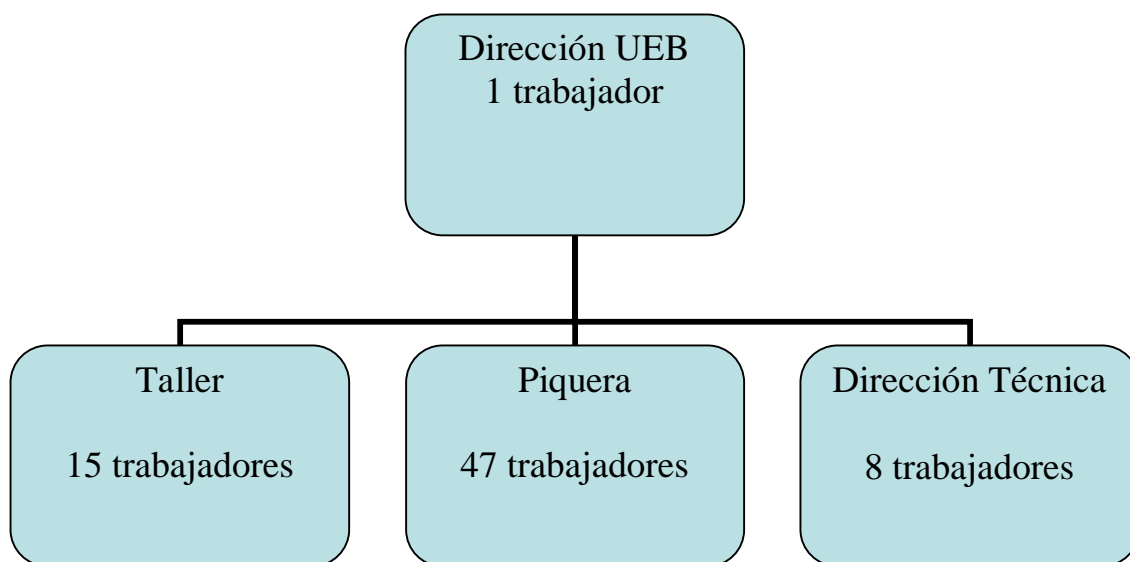 Dirección UEB
1 trabajador
Taller
15 trabajadores
Piquera
47 trabajadores
Dirección Técnica
8 trabajadores